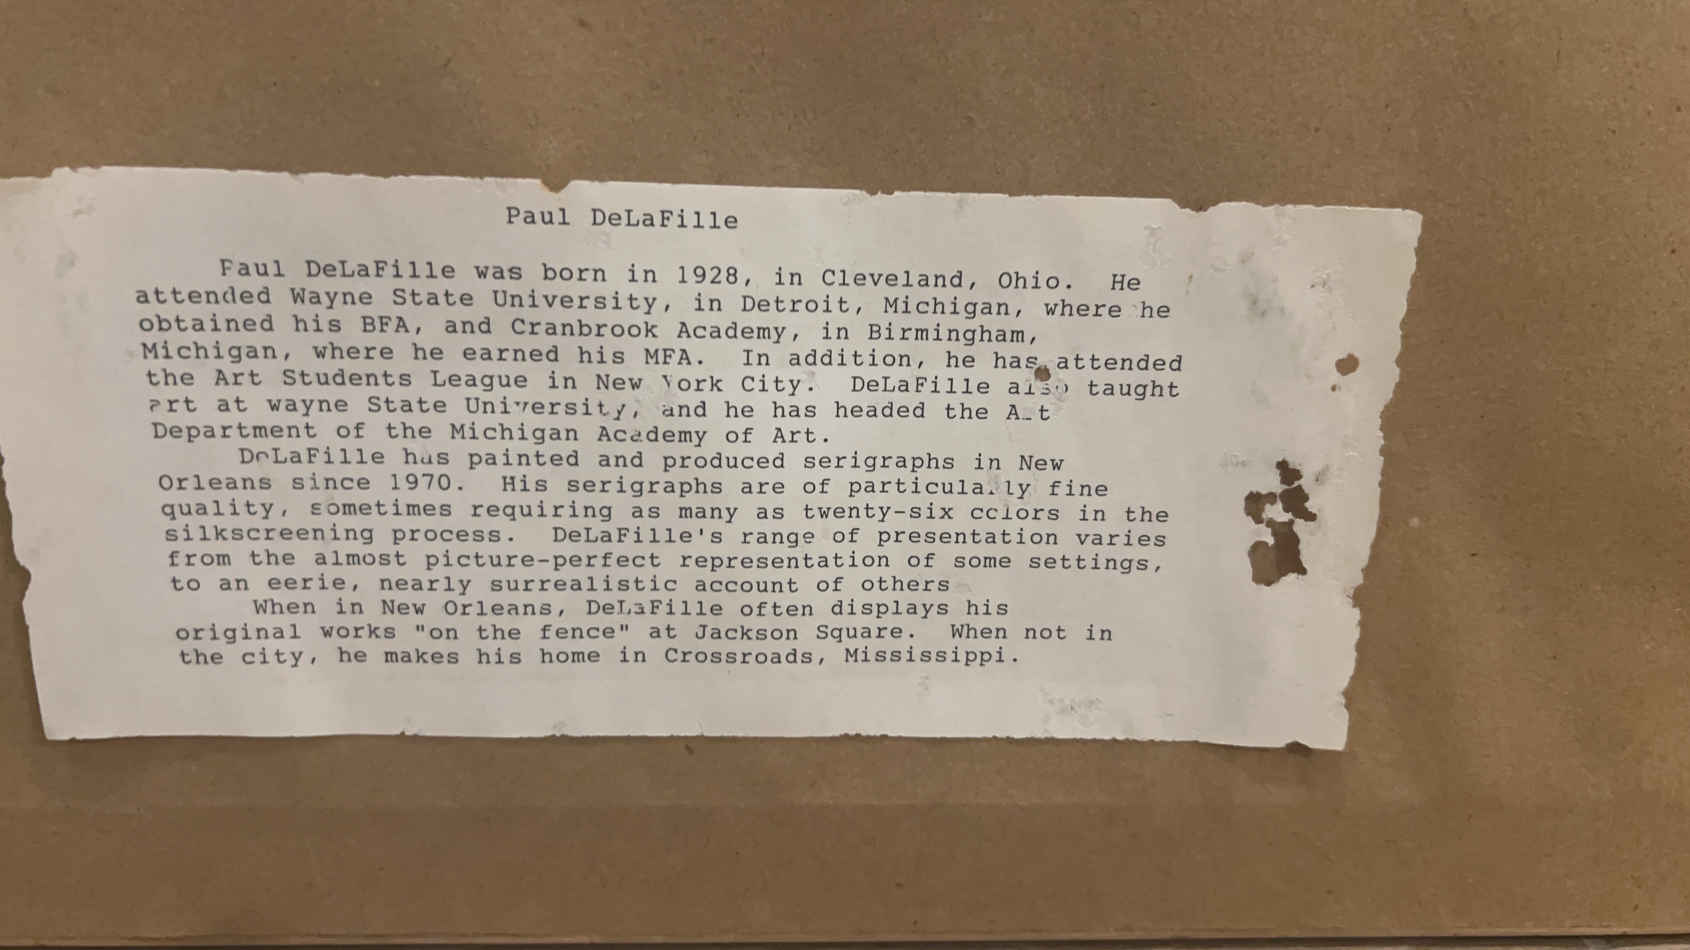 Paul DeLaFille
Paul DeLaFille was born in 1928, in Cleveland, Ohio. He
attended Wayne State University, in Detroit, Michigan, where he
obtained his BFA, and Cranbrook Academy, in Birmingham,
Michigan, where he earned his MFA. In addition, he has attended
the Art Students League in New York City. DeLaFille also taught
art at wayne State University, and he has headed the Art
Department of the Michigan Academy of Art.
DeLaFille has painted and produced serigraphs in New
Orleans since 1970. His serigraphs are of particularly fine
quality, sometimes requiring as many as twenty-six colors in the
silkscreening process. DeLaFille's range of presentation varies
from the almost picture-perfect representation of some settings,
to an eerie, nearly surrealistic account of others
When in New Orleans, DeLaFille often displays his
original works "on the fence" at Jackson Square. When not in
the city, he makes his home in Crossroads, Mississippi.